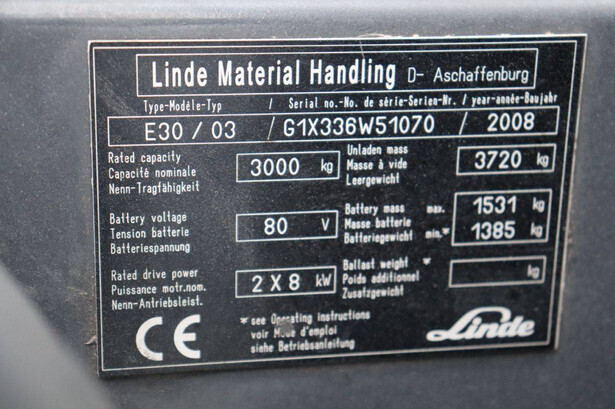 Linde Material Handling D- Aschaffenburg
Type-Modèle-Typ / Serial no.-No. de série-Serien-Nr. / year-année-Baujahr
E30 / 03 / G1X336W51070 / 2008
Rated capacity
Capacité nominale
Nenn-Tragfähigkeit
3000 kg
Unladen mass
Masse à vide
Leergewicht
3720 kg
Battery voltage
Tension batterie
Batteriespannung
80 V
Battery mass max.
Masse batterie
Batteriegewicht min.*
1531 kg
1385 kg
Rated drive power
Puissance motr.nom.
Nenn-Antriebsleist.
2 X 8 kW
Ballast weight *
Poids additionnel
Zusatzgewicht
kg
CE
*see Operating instructions
voir Mode d'emploi
siehe Betriebsanleitung
Linde